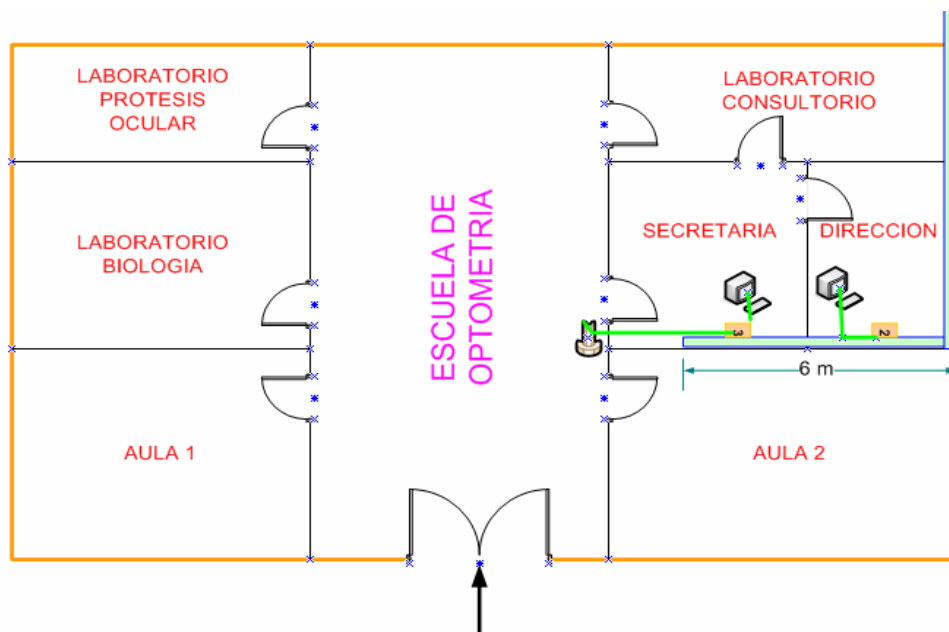 LABORATORIO
PROTESIS
OCULAR
LABORATORIO
CONSULTORIO
LABORATORIO
BIOLOGIA
ESCUELA DE
OPTOMETRIA
SECRETARIA
DIRECCION
3
2
6 m
AULA 1
AULA 2